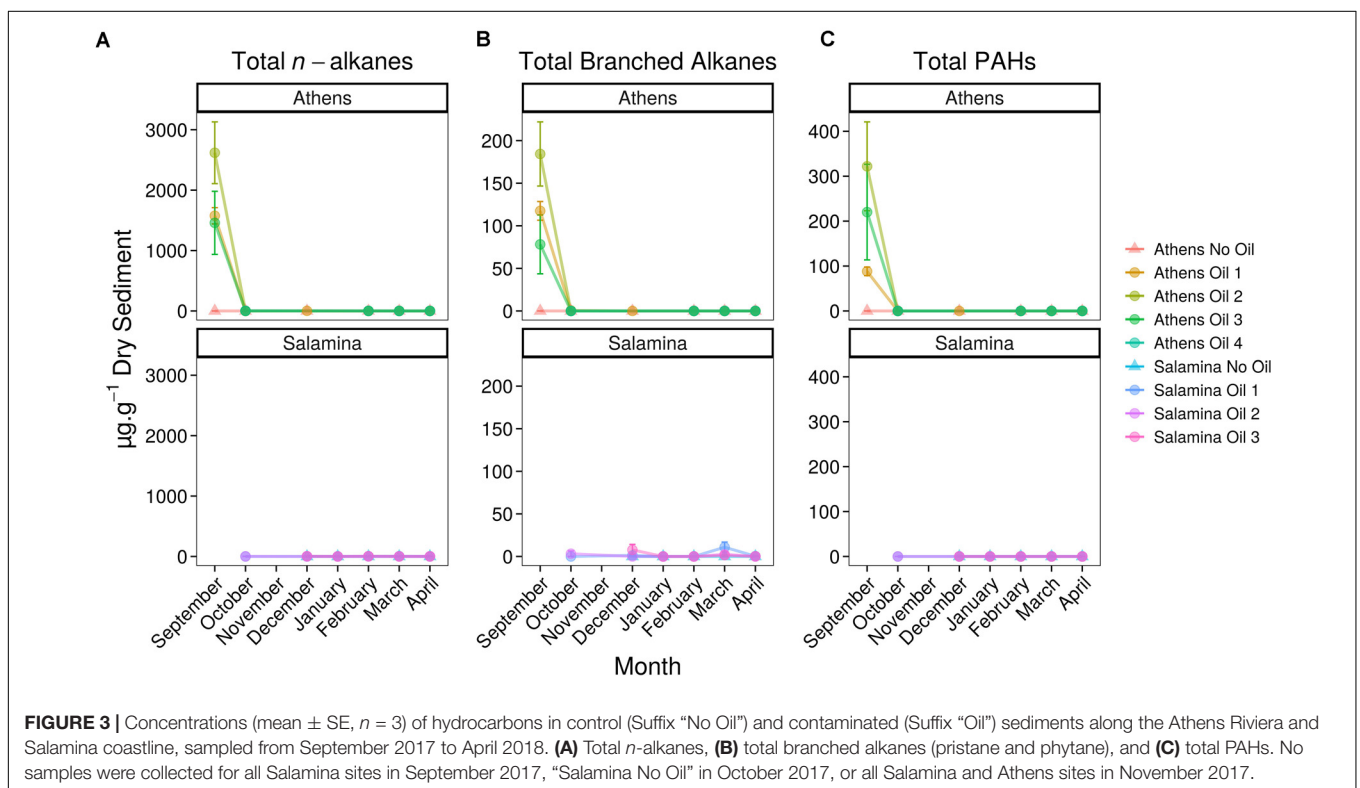 A
B
C
Total n – alkanes
Total Branched Alkanes
Total PAHs
Athens
Athens
Athens
3000
2000
1000
0
200
150
100
50
0
400
300
200
100
0
Salamina
Salamina
Salamina
3000
2000
1000
0
200
150
100
50
0
400
300
200
100
0
µg.g⁻¹ Dry Sediment
September
October
November
December
January
February
March
April
September
October
November
December
January
February
March
April
September
October
November
December
January
February
March
April
Month
Athens No Oil
Athens Oil 1
Athens Oil 2
Athens Oil 3
Athens Oil 4
Salamina No Oil
Salamina Oil 1
Salamina Oil 2
Salamina Oil 3
FIGURE 3 | Concentrations (mean ± SE, n = 3) of hydrocarbons in control (Suffix “No Oil”) and contaminated (Suffix “Oil”) sediments along the Athens Riviera and
Salamina coastline, sampled from September 2017 to April 2018. (A) Total n-alkanes, (B) total branched alkanes (pristane and phytane), and (C) total PAHs. No
samples were collected for all Salamina sites in September 2017, “Salamina No Oil” in October 2017, or all Salamina and Athens sites in November 2017.